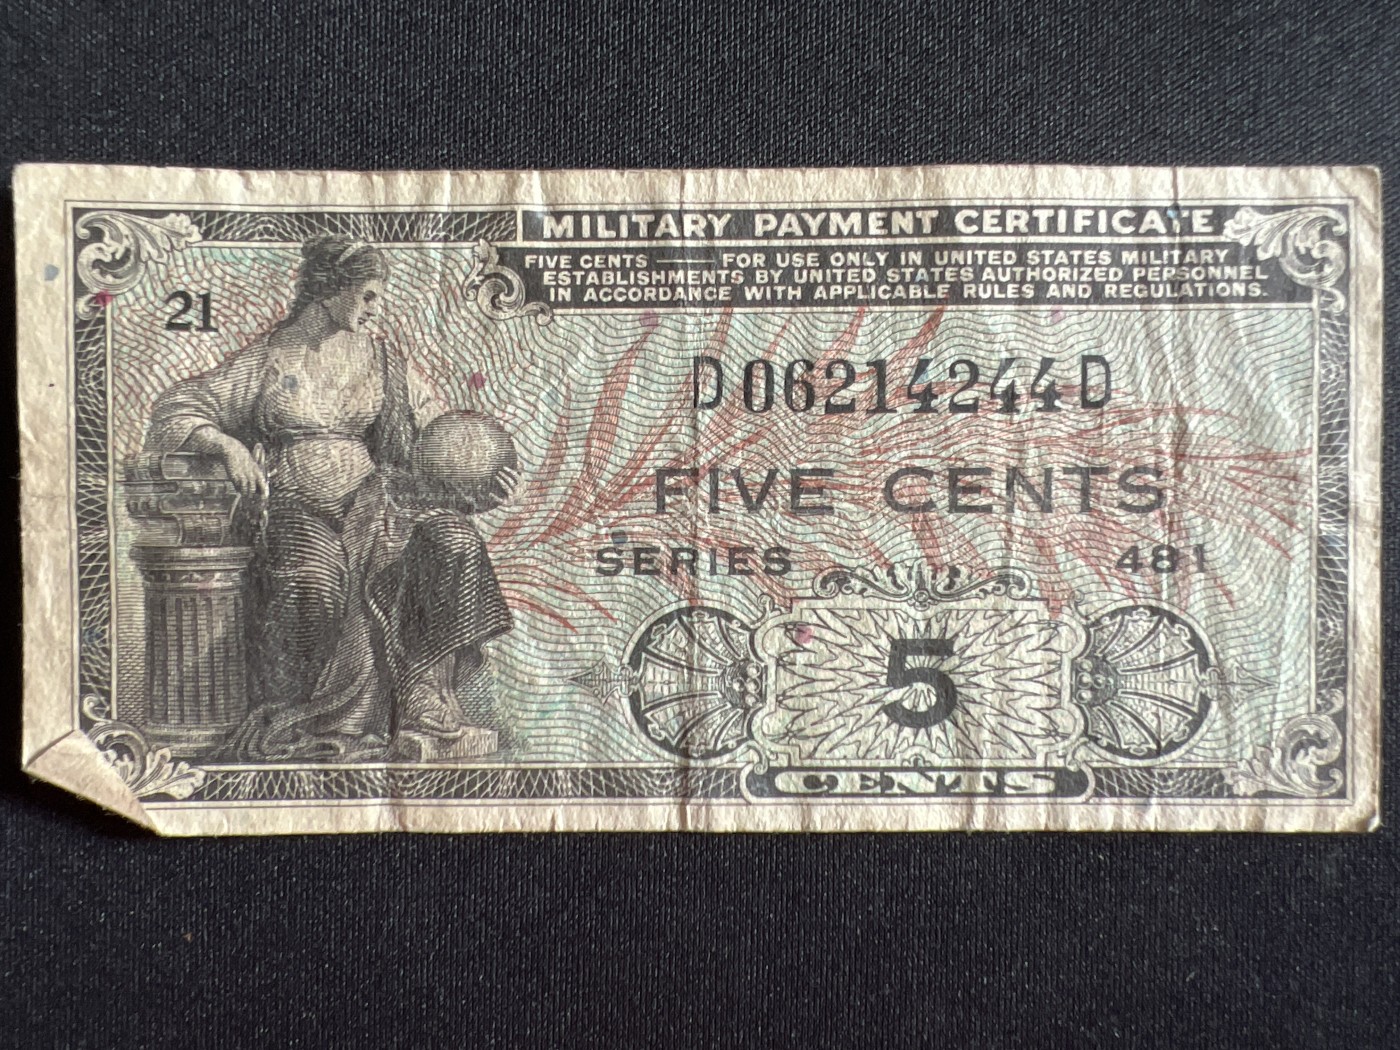 MILITARY PAYMENT CERTIFICATE
FIVE CENTS — FOR USE ONLY IN UNITED STATES MILITARY
ESTABLISHMENTS BY UNITED STATES AUTHORIZED PERSONNEL
IN ACCORDANCE WITH APPLICABLE RULES AND REGULATIONS.
21
D06214244D
FIVE CENTS
SERIES 481
5
CENTS